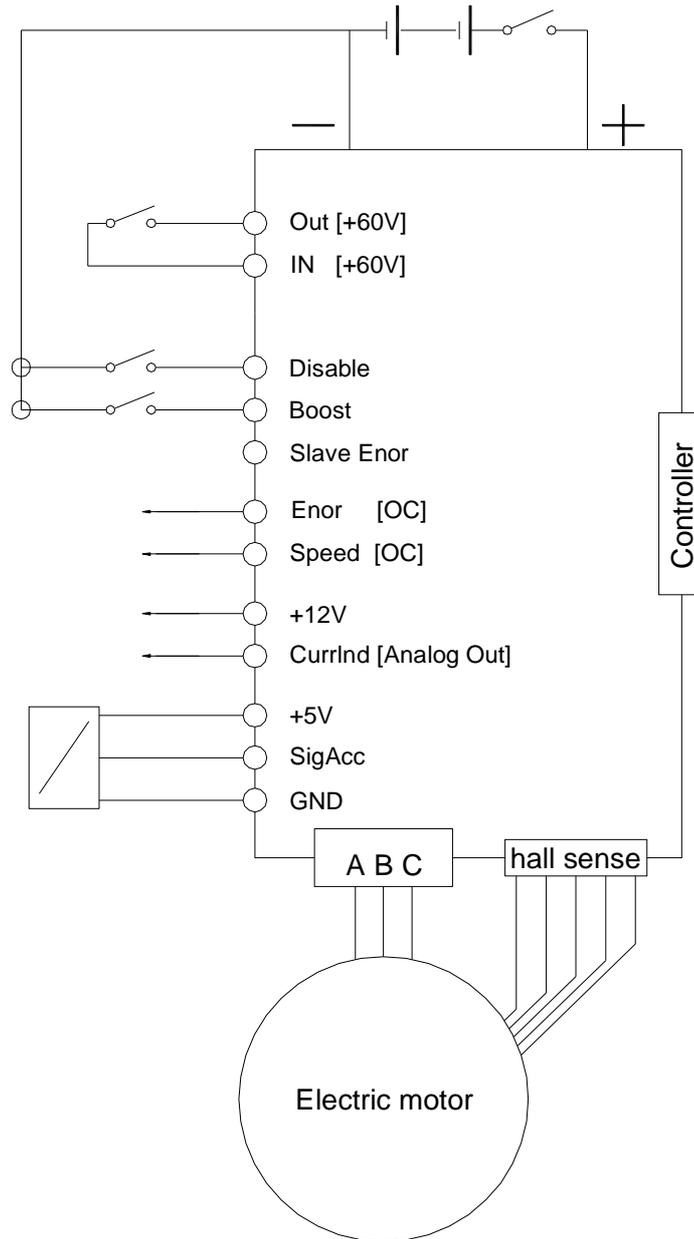 — +
Out [+60V]
IN [+60V]
Disable
Boost
Slave Enor
Enor [OC]
Speed [OC]
+12V
CurrInd [Analog Out]
+5V
SigAcc
GND
Controller
A B C
hall sense
Electric motor